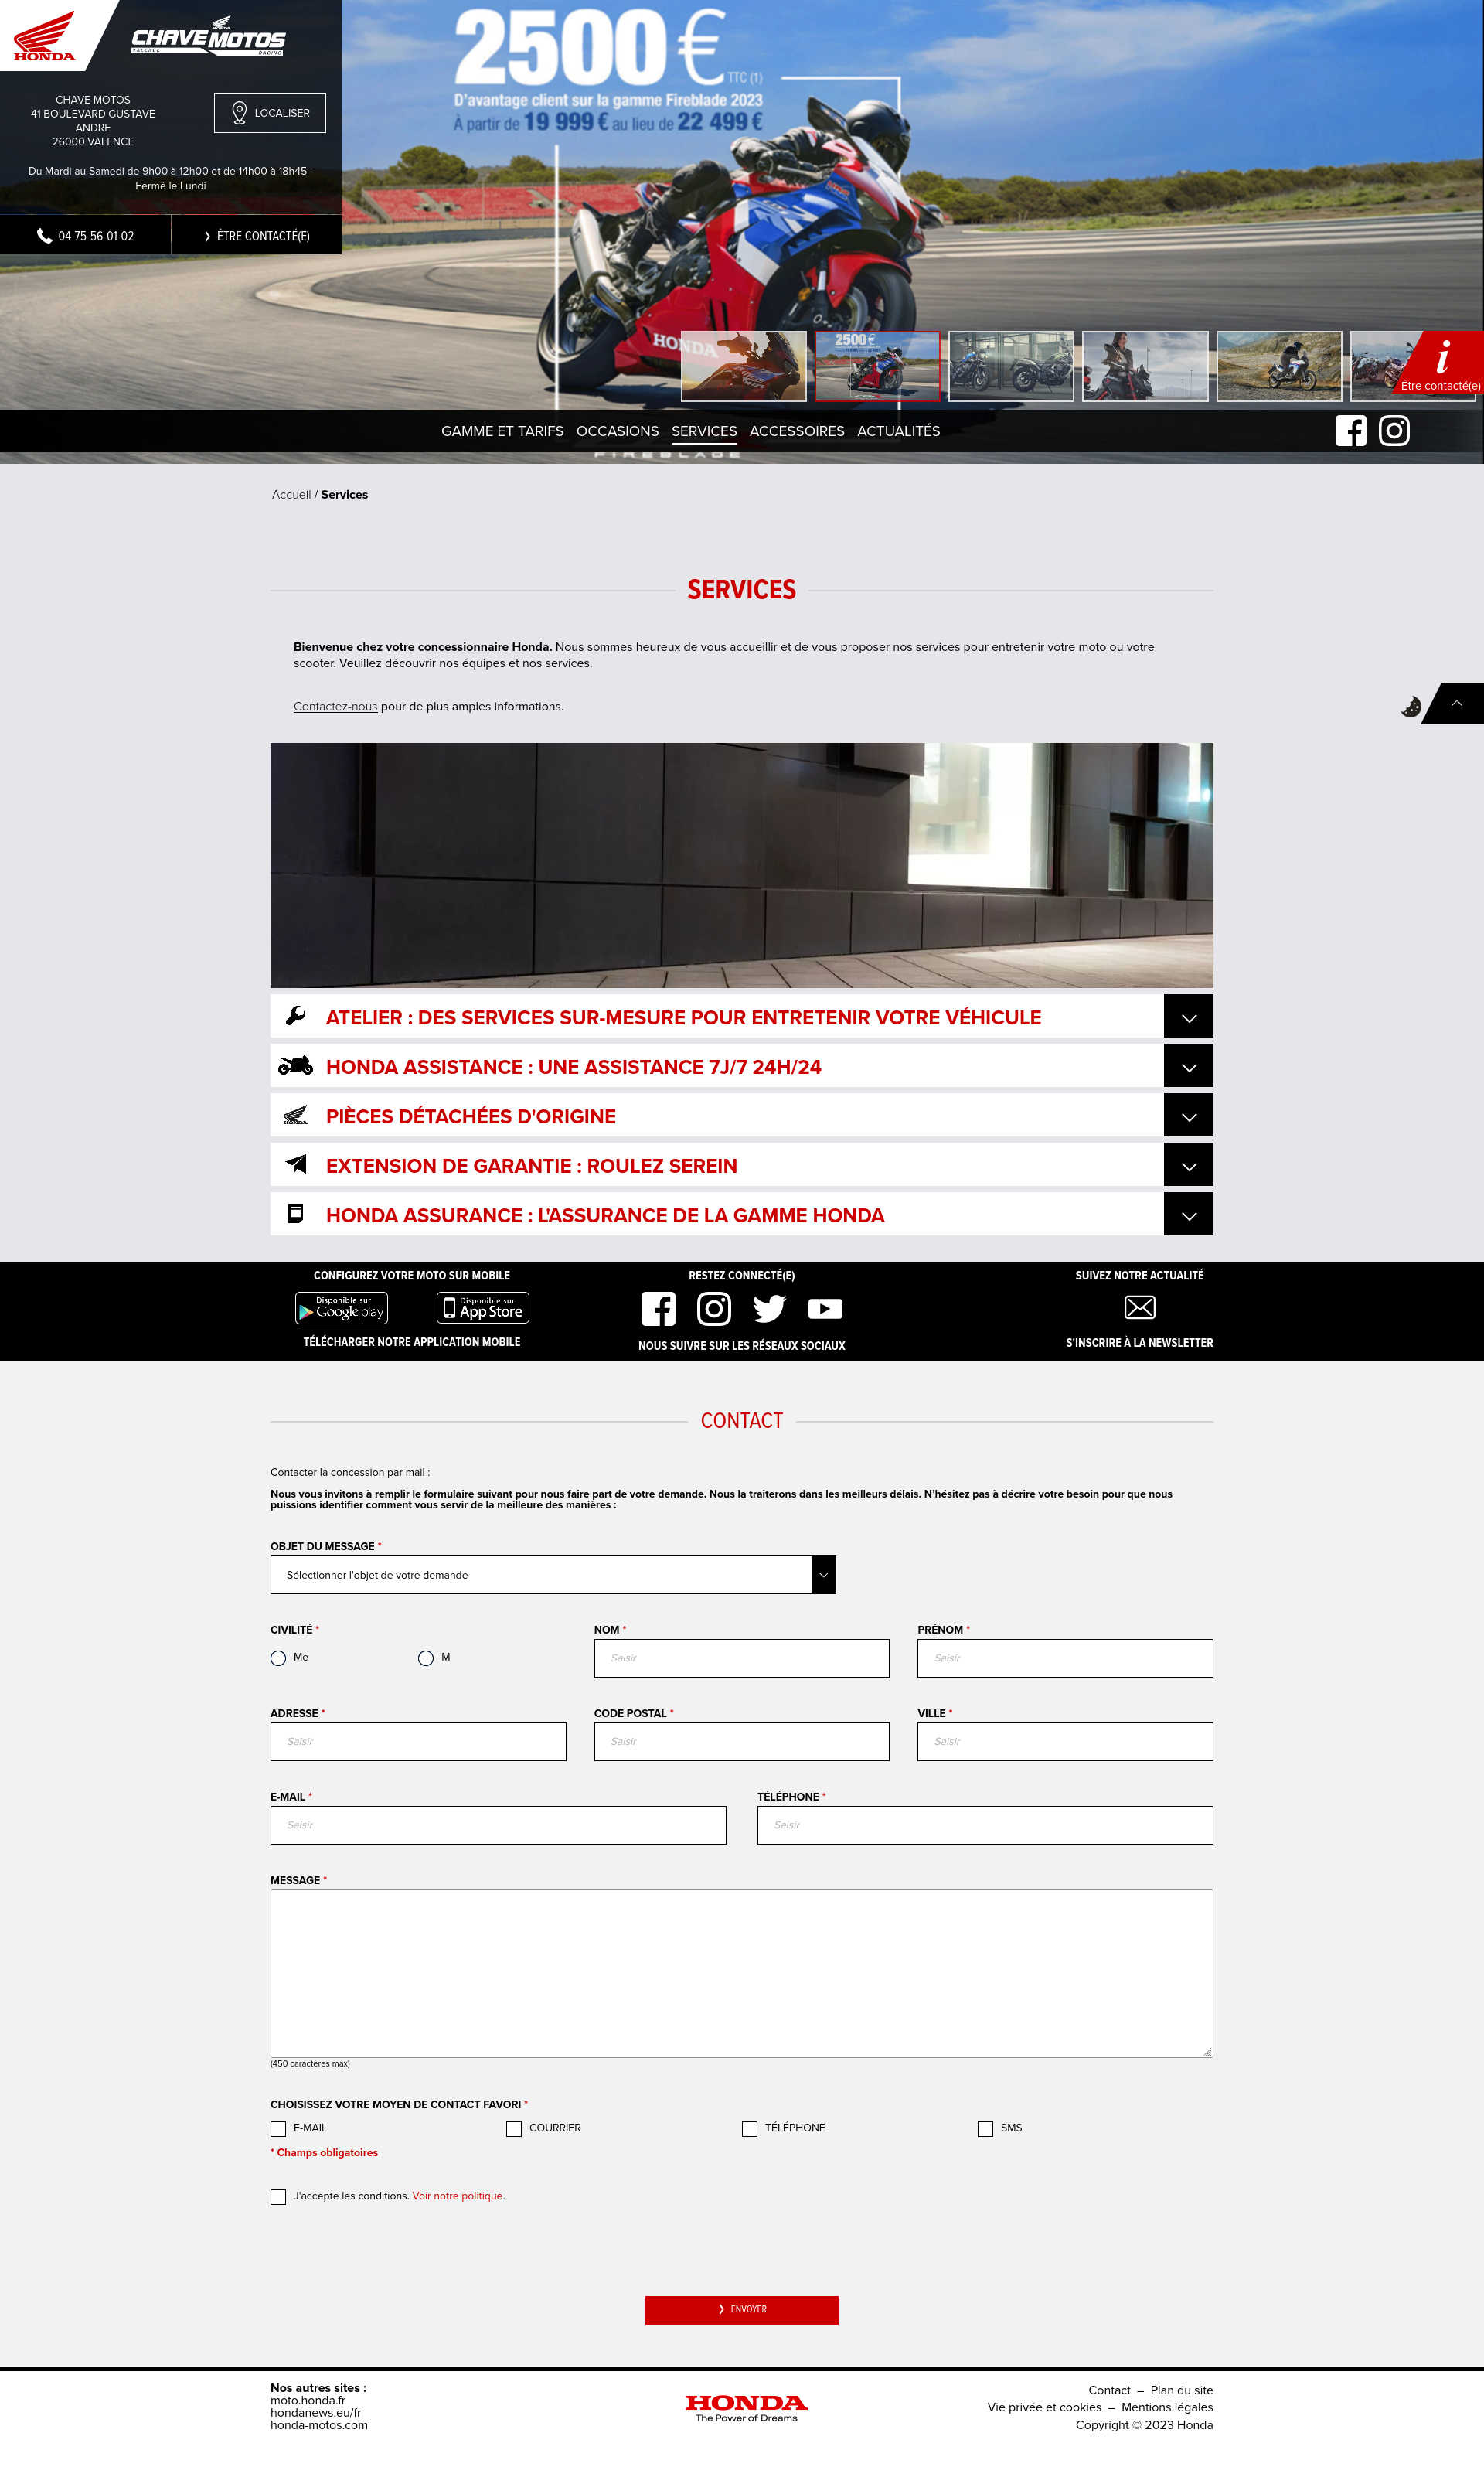 HONDA
CHAVE MOTOS
VALENCE RACING
CHAVE MOTOS
41 BOULEVARD GUSTAVE
ANDRE
26000 VALENCE
LOCALISER
Du Mardi au Samedi de 9h00 à 12h00 et de 14h00 à 18h45 -
Fermé le Lundi
04-75-56-01-02
ÊTRE CONTACTÉ(E)
2500€ TTC (1)
D'avantage client sur la gamme Fireblade 2023
À partir de 19 999 € au lieu de 22 499 €
HONDA
2500€
Être contacté(e)
GAMME ET TARIFS OCCASIONS SERVICES ACCESSOIRES ACTUALITÉS
FIREBLADE
Accueil / Services
SERVICES
Bienvenue chez votre concessionnaire Honda. Nous sommes heureux de vous accueillir et de vous proposer nos services pour entretenir votre moto ou votre
scooter. Veuillez découvrir nos équipes et nos services.
Contactez-nous pour de plus amples informations.
ATELIER : DES SERVICES SUR-MESURE POUR ENTRETENIR VOTRE VÉHICULE
HONDA ASSISTANCE : UNE ASSISTANCE 7J/7 24H/24
PIÈCES DÉTACHÉES D'ORIGINE
EXTENSION DE GARANTIE : ROULEZ SEREIN
HONDA ASSURANCE : L'ASSURANCE DE LA GAMME HONDA
CONFIGUREZ VOTRE MOTO SUR MOBILE
Disponible sur
Google play
Disponible sur
App Store
TÉLÉCHARGER NOTRE APPLICATION MOBILE
RESTEZ CONNECTÉ(E)
NOUS SUIVRE SUR LES RÉSEAUX SOCIAUX
SUIVEZ NOTRE ACTUALITÉ
S'INSCRIRE À LA NEWSLETTER
CONTACT
Contacter la concession par mail :
Nous vous invitons à remplir le formulaire suivant pour nous faire part de votre demande. Nous la traiterons dans les meilleurs délais. N'hésitez pas à décrire votre besoin pour que nous
puissions identifier comment vous servir de la meilleure des manières :
OBJET DU MESSAGE *
Sélectionner l'objet de votre demande
CIVILITÉ *
Me
M
NOM *
Saisir
PRÉNOM *
Saisir
ADRESSE *
Saisir
CODE POSTAL *
Saisir
VILLE *
Saisir
E-MAIL *
Saisir
TÉLÉPHONE *
Saisir
MESSAGE *
(450 caractères max)
CHOISISSEZ VOTRE MOYEN DE CONTACT FAVORI *
E-MAIL
COURRIER
TÉLÉPHONE
SMS
* Champs obligatoires
J'accepte les conditions. Voir notre politique.
ENVOYER
Nos autres sites :
moto.honda.fr
hondanews.eu/fr
honda-motos.com
HONDA
The Power of Dreams
Contact – Plan du site
Vie privée et cookies – Mentions légales
Copyright © 2023 Honda